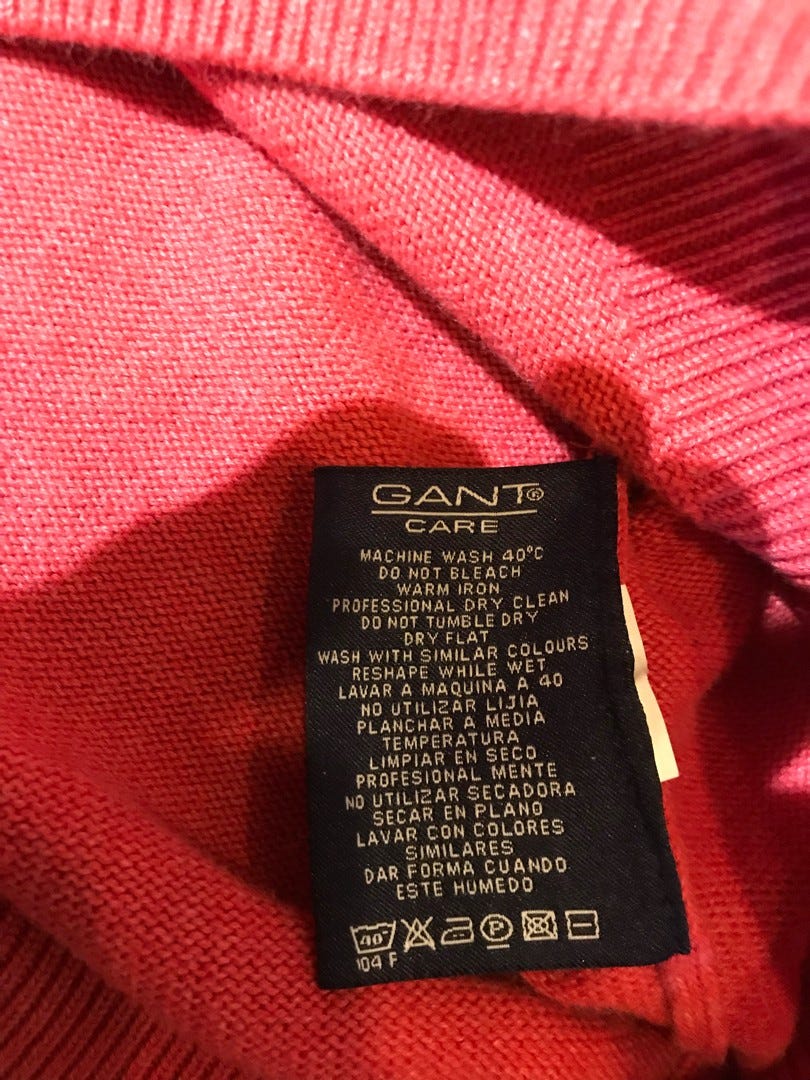 GANT®
CARE
MACHINE WASH 40°C
DO NOT BLEACH
WARM IRON
PROFESSIONAL DRY CLEAN
DO NOT TUMBLE DRY
DRY FLAT
WASH WITH SIMILAR COLOURS
RESHAPE WHILE WET
LAVAR A MAQUINA A 40
NO UTILIZAR LIJIA
PLANCHAR A MEDIA
TEMPERATURA
LIMPIAR EN SECO
PROFESIONAL MENTE
NO UTILIZAR SECADORA
SECAR EN PLANO
LAVAR CON COLORES
SIMILARES
DAR FORMA CUANDO
ESTE HUMEDO
40° P
104 F